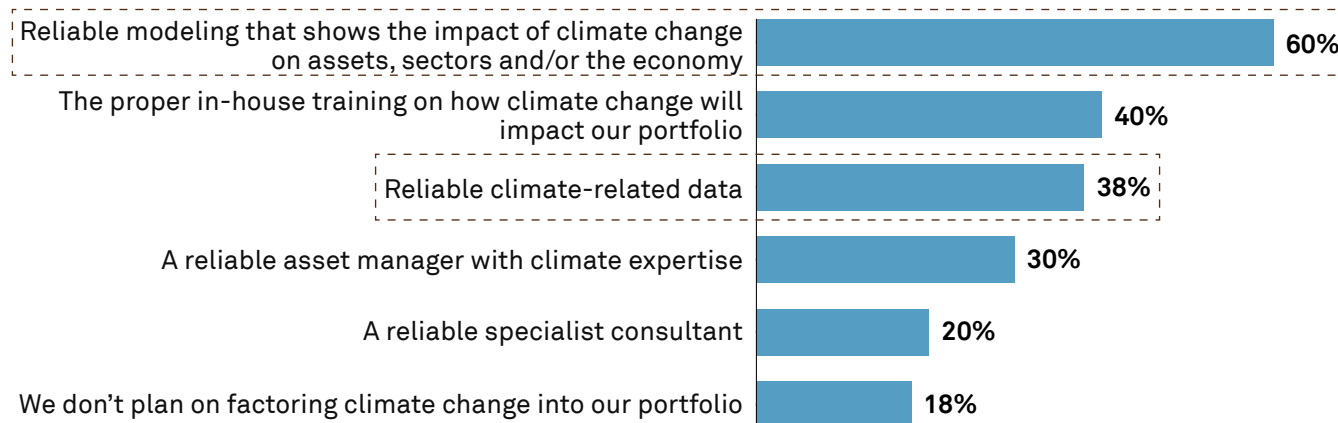 Reliable modeling that shows the impact of climate change
on assets, sectors and/or the economy
60%
The proper in-house training on how climate change will
impact our portfolio
40%
Reliable climate-related data
38%
A reliable asset manager with climate expertise
30%
A reliable specialist consultant
20%
We don’t plan on factoring climate change into our portfolio
18%